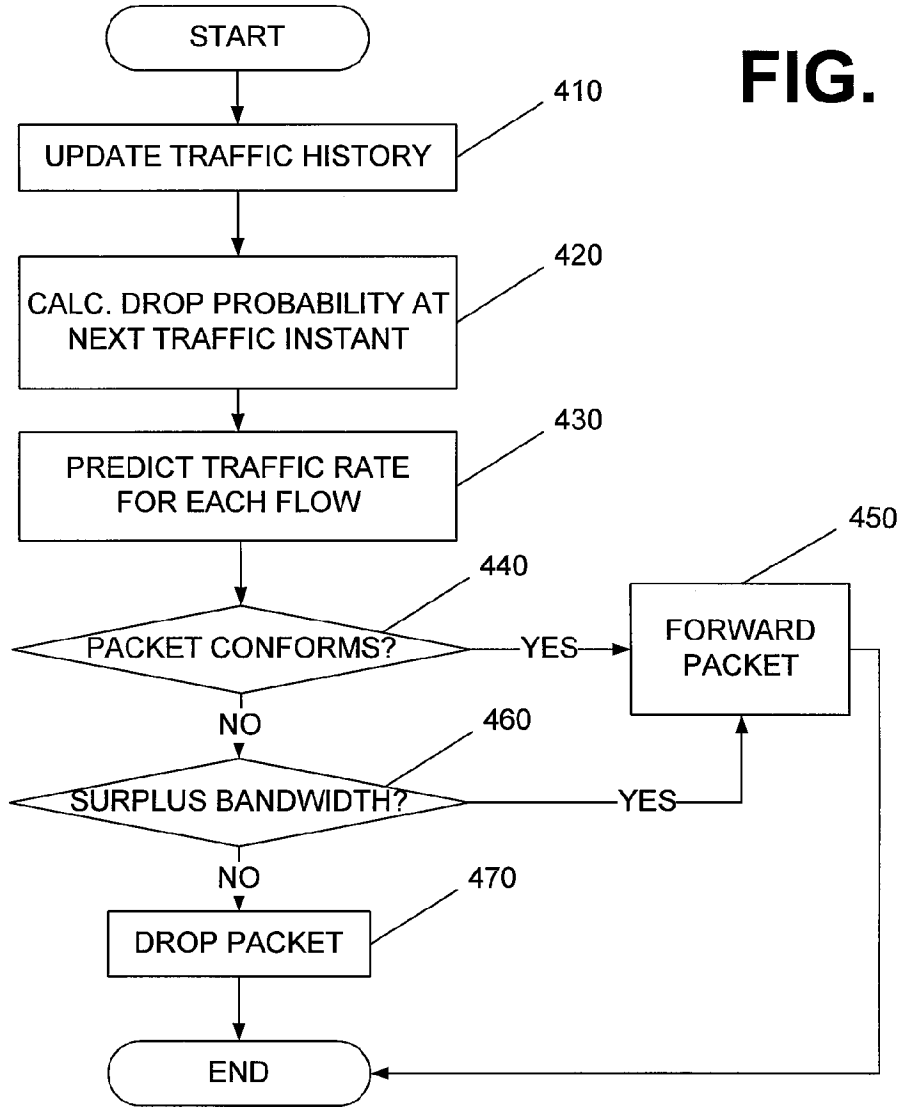 START
FIG.
410
UPDATE TRAFFIC HISTORY
420
CALC. DROP PROBABILITY AT
NEXT TRAFFIC INSTANT
430
PREDICT TRAFFIC RATE
FOR EACH FLOW
440
450
PACKET CONFORMS?
YES
FORWARD
PACKET
NO
460
SURPLUS BANDWIDTH?
YES
NO
470
DROP PACKET
END